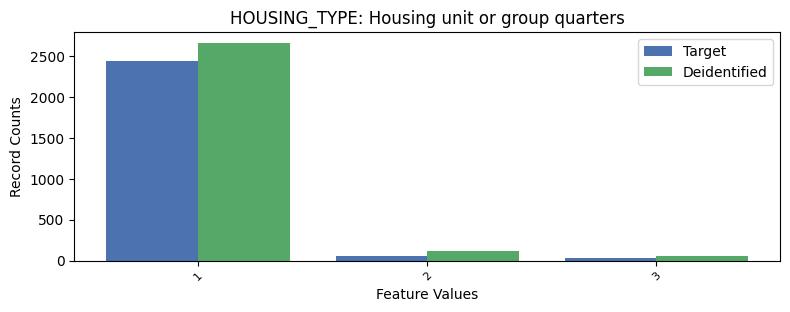 HOUSING_TYPE: Housing unit or group quarters
Target
Deidentified
Record Counts
2500
2000
1500
1000
500
0
1
2
3
Feature Values